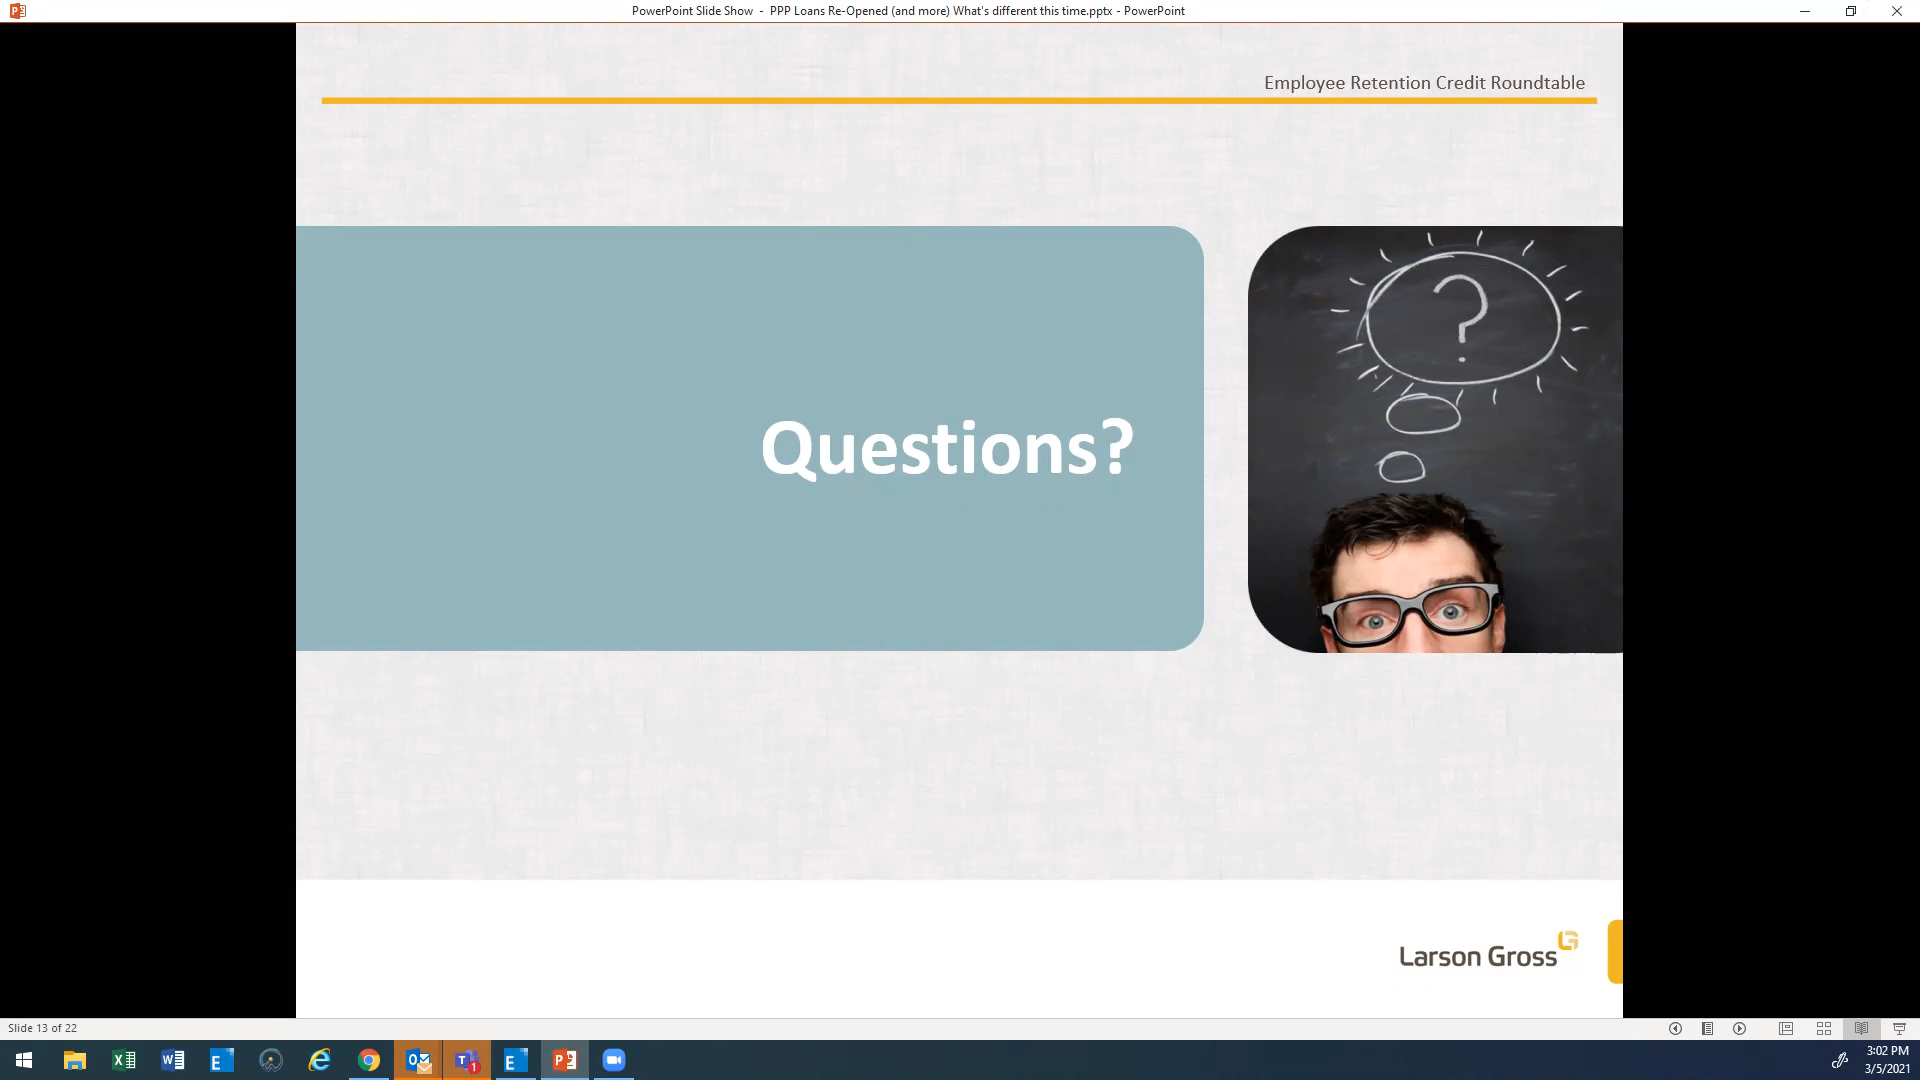 PowerPoint Slide Show - PPP Loans Re-Opened (and more) What's different this time.pptx - PowerPoint
Employee Retention Credit Roundtable
?
Questions?
Larson Gross
Slide 13 of 22
3:02 PM
3/5/2021